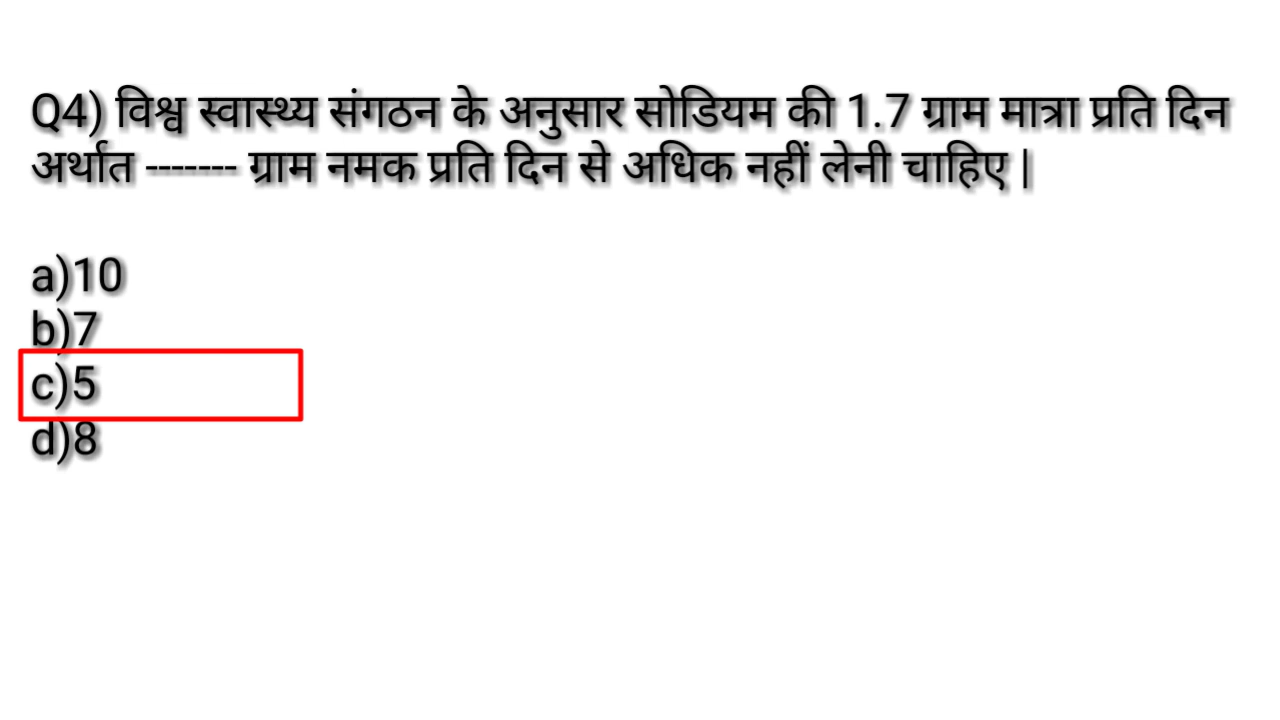 Q4) विश्व स्वास्थ्य संगठन के अनुसार सोडियम की 1.7 ग्राम मात्रा प्रति दिन
अर्थात ------- ग्राम नमक प्रति दिन से अधिक नहीं लेनी चाहिए |
a)10
b)7
c)5
d)8